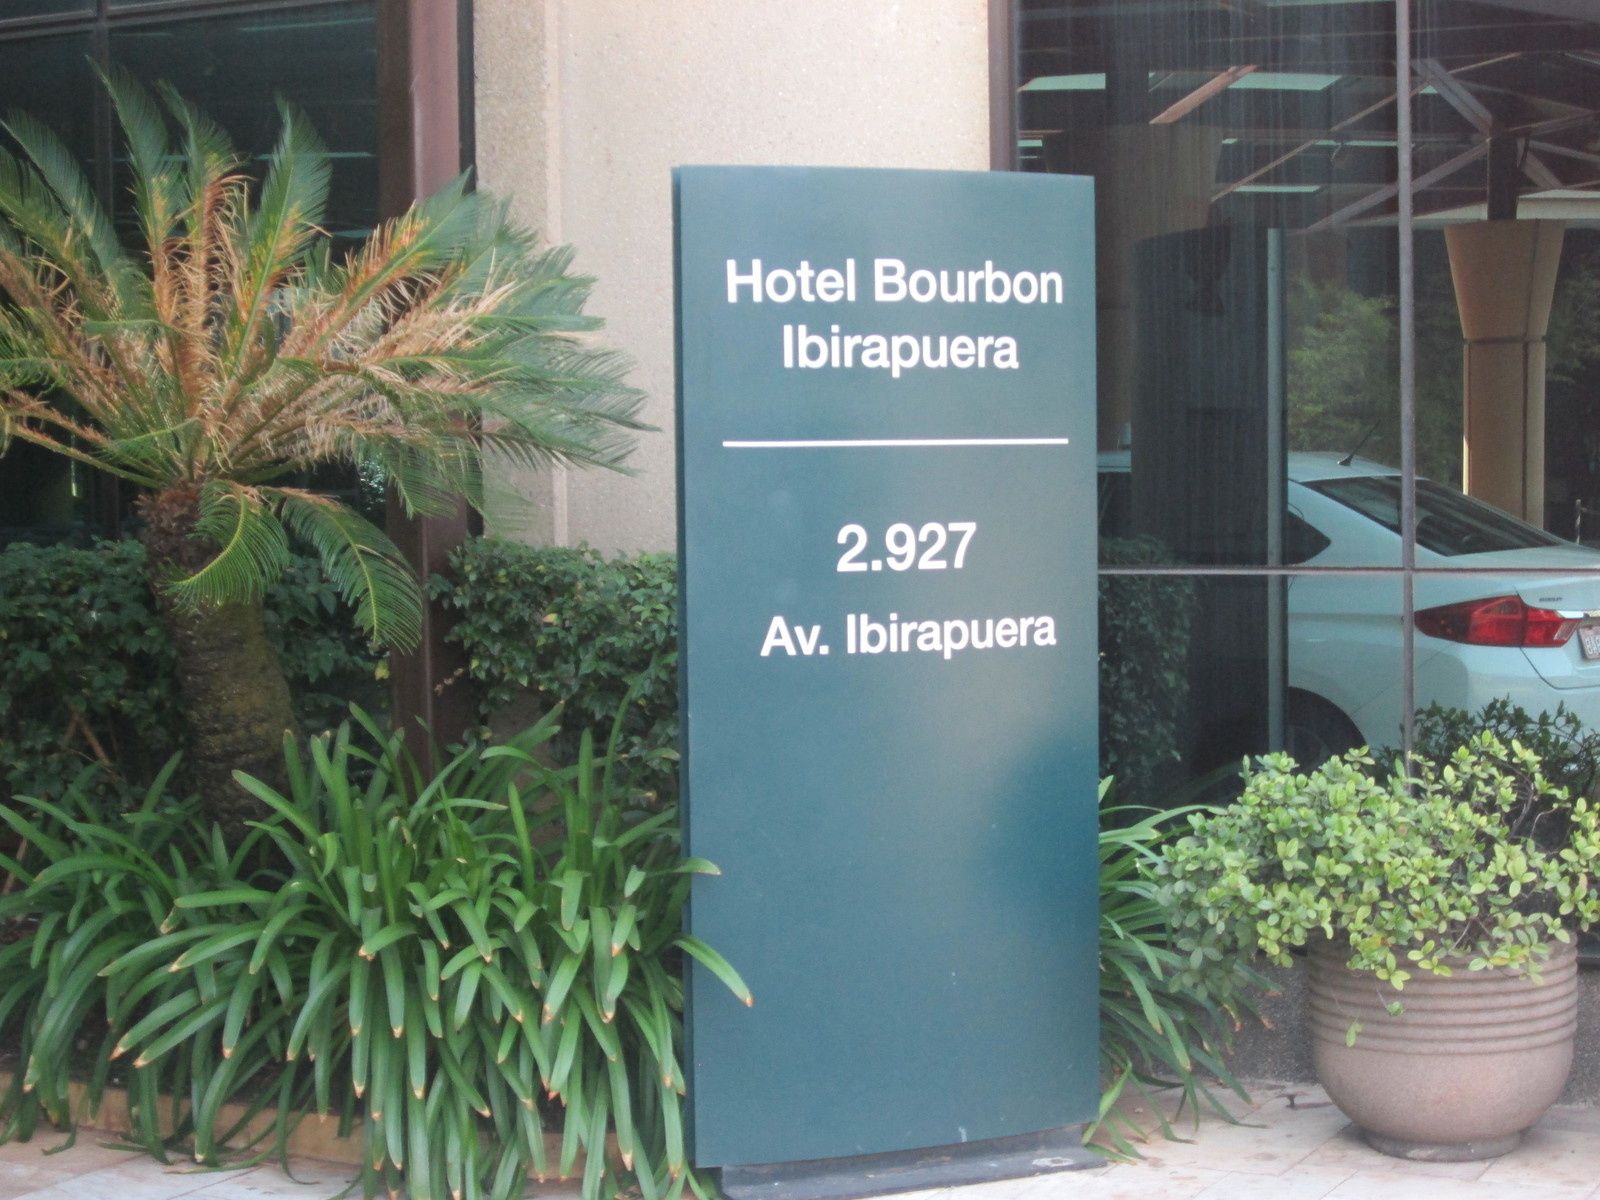 Hotel Bourbon
Ibirapuera
2.927
Av. Ibirapuera